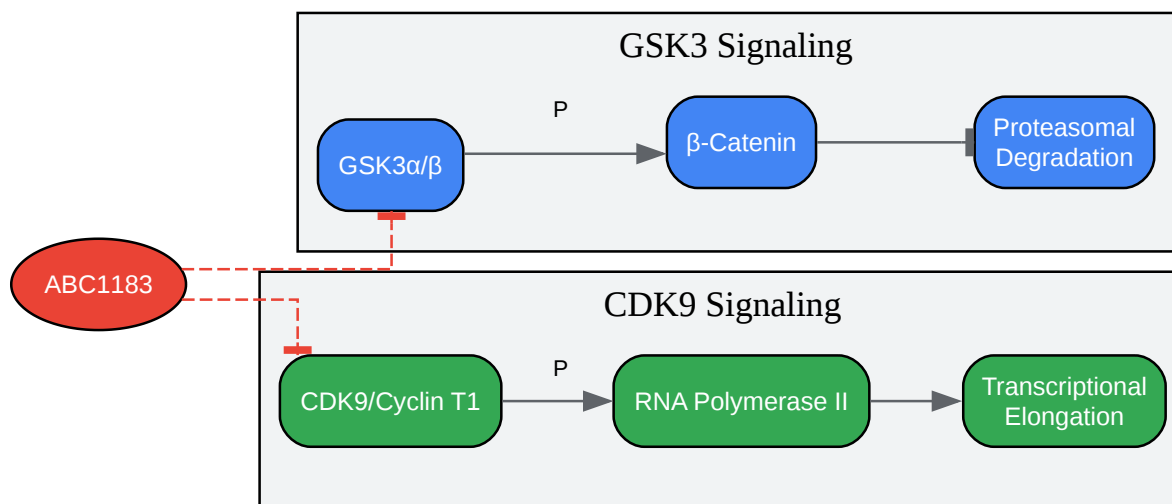 GSK3 Signaling
P
β-Catenin
Proteasomal
Degradation
GSK3α/β
ABC1183
CDK9 Signaling
P
CDK9/Cyclin T1
RNA Polymerase II
Transcriptional
Elongation